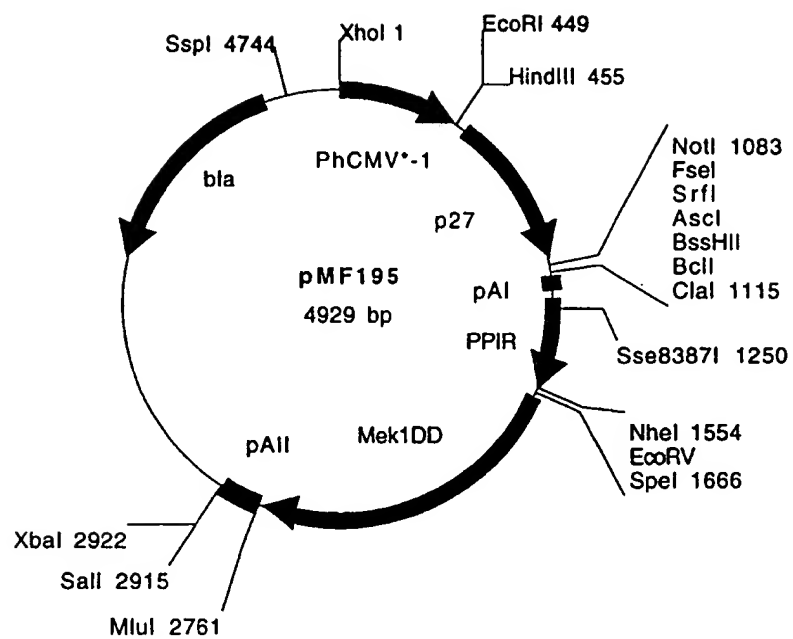 XhoI 1
EcoRI 449
SspI 4744
HindIII 455
NotI 1083
PhCMV*-1
FseI
bla
SrfI
AscI
p27
BssHII
BclI
pMF195
pAI
ClaI 1115
4929 bp
PPIR
Sse8387I 1250
Mek1DD
NheI 1554
pAII
EcoRV
SpeI 1666
XbaI 2922
SalI 2915
MluI 2761